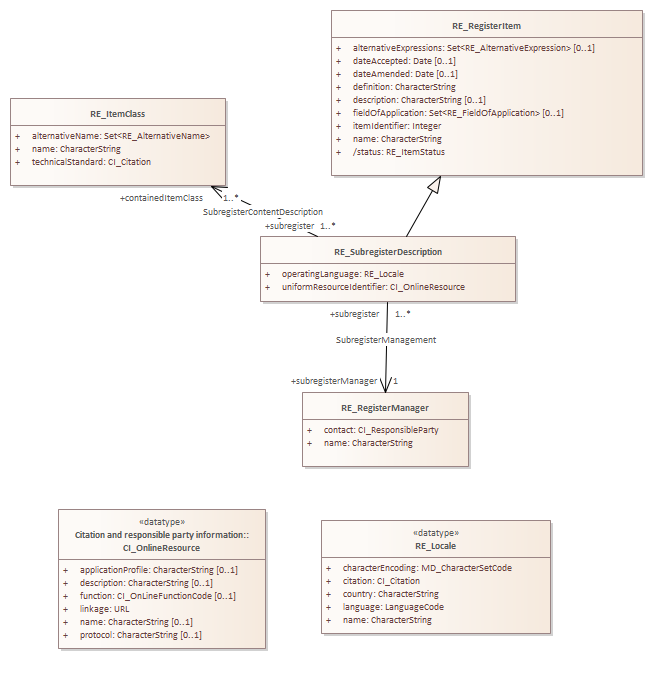 RE_RegisterItem
+ alternativeExpressions: Set<RE_AlternativeExpression> [0..1]
+ dateAccepted: Date [0..1]
+ dateAmended: Date [0..1]
+ definition: CharacterString
+ description: CharacterString [0..1]
+ fieldOfApplication: Set<RE_FieldOfApplication> [0..1]
+ itemIdentifier: Integer
+ name: CharacterString
+ /status: RE_ItemStatus
RE_ItemClass
+ alternativeName: Set<RE_AlternativeName>
+ name: CharacterString
+ technicalStandard: CI_Citation
+containedItemClass 1..*
SubregisterContentDescription
+subregister 1..*
RE_SubregisterDescription
+ operatingLanguage: RE_Locale
+ uniformResourceIdentifier: CI_OnlineResource
+subregister 1..*
SubregisterManagement
+subregisterManager 1
RE_RegisterManager
+ contact: CI_ResponsibleParty
+ name: CharacterString
«datatype»
Citation and responsible party information::
CI_OnlineResource
+ applicationProfile: CharacterString [0..1]
+ description: CharacterString [0..1]
+ function: CI_OnLineFunctionCode [0..1]
+ linkage: URL
+ name: CharacterString [0..1]
+ protocol: CharacterString [0..1]
«datatype»
RE_Locale
+ characterEncoding: MD_CharacterSetCode
+ citation: CI_Citation
+ country: CharacterString
+ language: LanguageCode
+ name: CharacterString